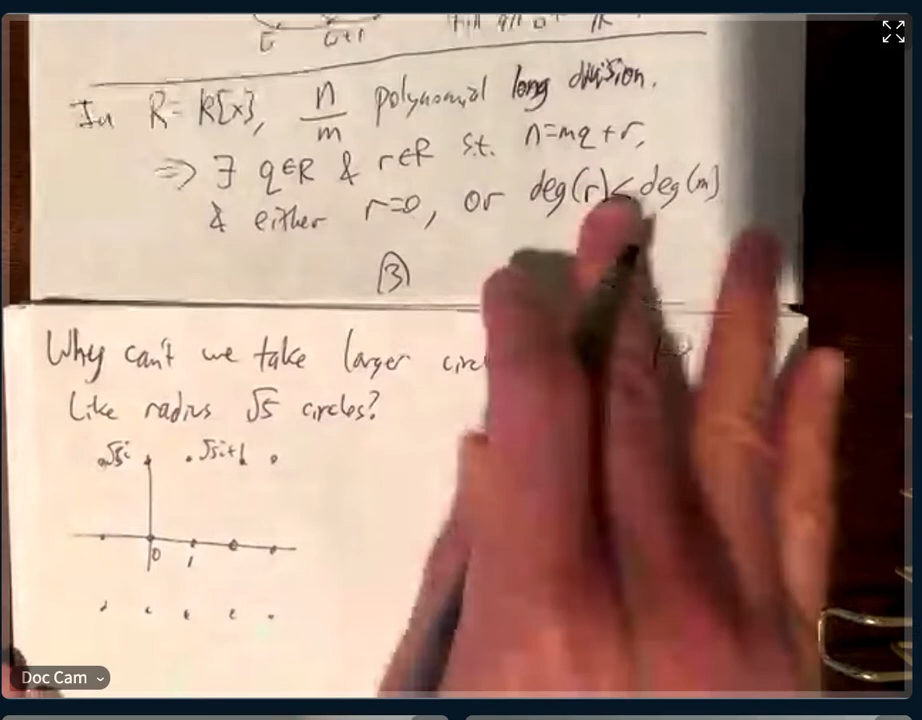 In R = k[x], n/m polynomial long division.
⇒ ∃ q∈R & r∈R s.t. n=mq+r,
& either r=0, or deg(r)<deg(m)
③
Why can't we take larger
Like radius √5 circles?
√5i √5i+1
0 1
Doc Cam